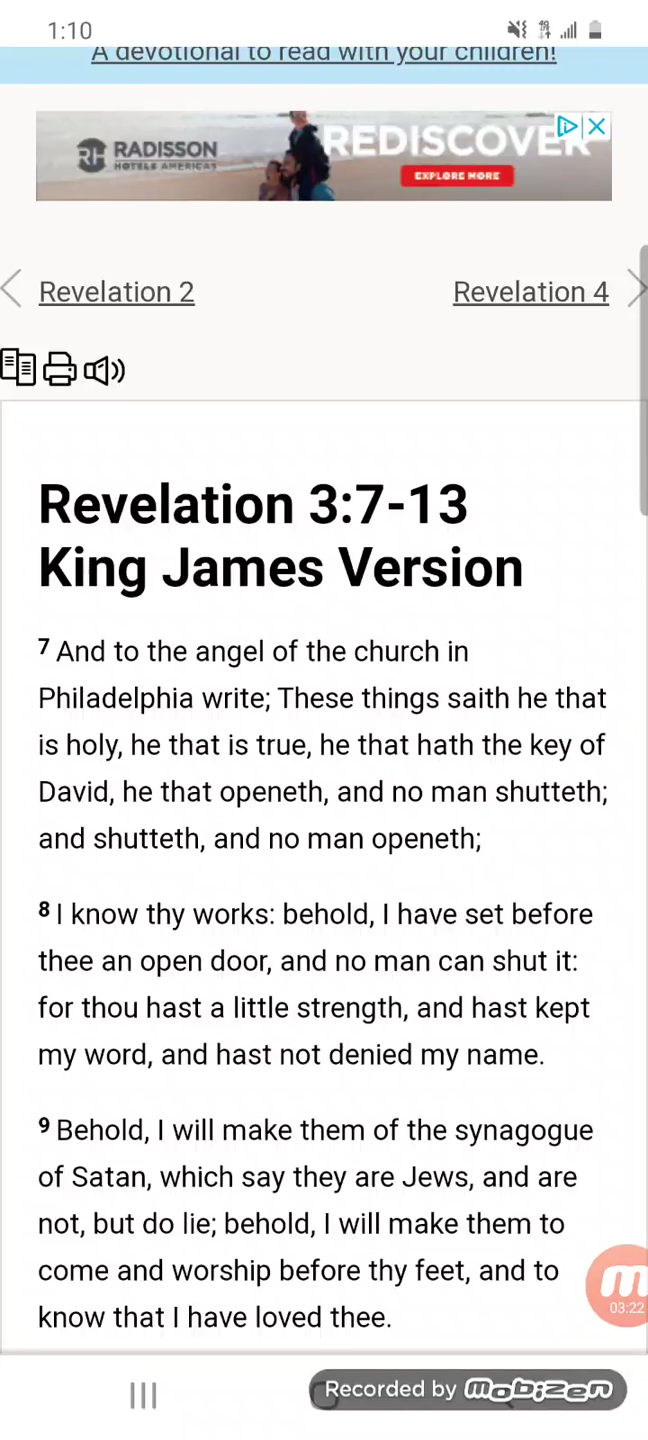 1:10
A devotional to read with your children!
RH RADISSON
HOTELS AMERICAS
REDISCOVER
EXPLORE MORE
Revelation 2
Revelation 4
Revelation 3:7-13
King James Version
7 And to the angel of the church in
Philadelphia write; These things saith he that
is holy, he that is true, he that hath the key of
David, he that openeth, and no man shutteth;
and shutteth, and no man openeth;
8 I know thy works: behold, I have set before
thee an open door, and no man can shut it:
for thou hast a little strength, and hast kept
my word, and hast not denied my name.
9 Behold, I will make them of the synagogue
of Satan, which say they are Jews, and are
not, but do lie; behold, I will make them to
come and worship before thy feet, and to
know that I have loved thee.
m
03:22
Recorded by mobizen